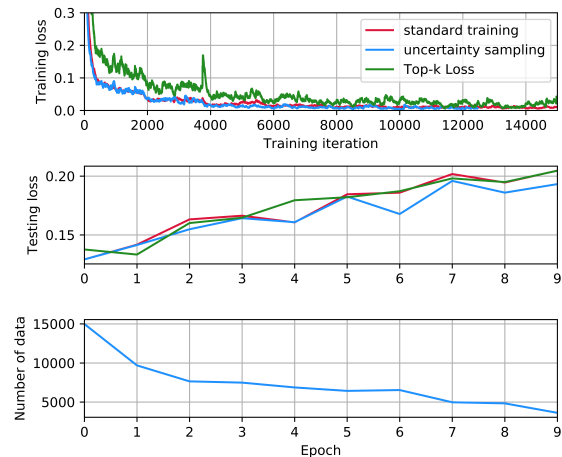 0.3
0.2
0.1
0.0
Training loss
standard training
uncertainty sampling
Top-k Loss
0 2000 4000 6000 8000 10000 12000 14000
Training iteration
0.20
0.15
Testing loss
0 1 2 3 4 5 6 7 8 9
15000
10000
5000
Number of data
0 1 2 3 4 5 6 7 8 9
Epoch